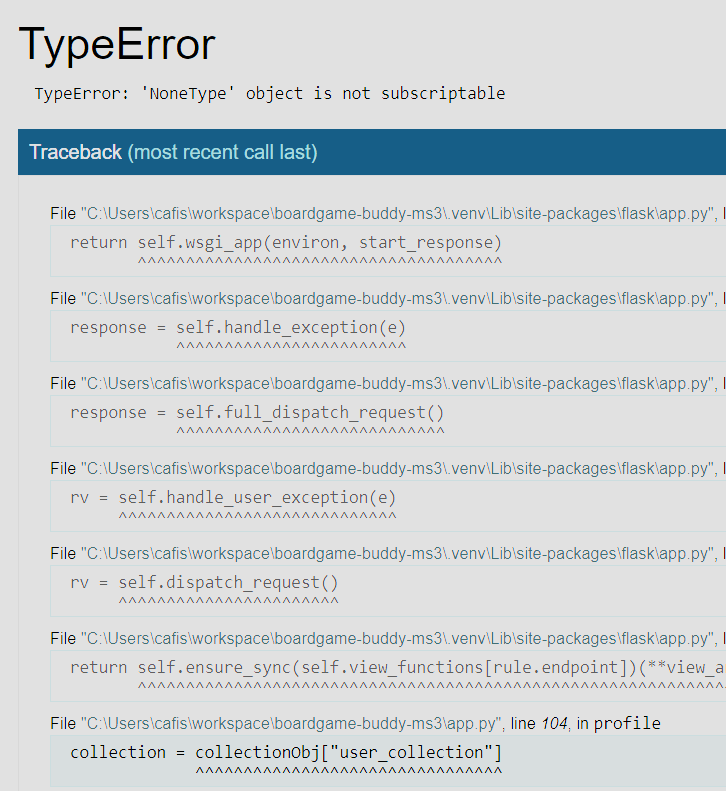 TypeError
TypeError: 'NoneType' object is not subscriptable
Traceback (most recent call last)
File "C:\Users\cafis\workspace\boardgame-buddy-ms3\.venv\Lib\site-packages\flask\app.py",
return self.wsgi_app(environ, start_response)
^^^^^^^^^^^^^^^^^^^^^^^^^^^^^^^^^^^^^^
File "C:\Users\cafis\workspace\boardgame-buddy-ms3\.venv\Lib\site-packages\flask\app.py",
response = self.handle_exception(e)
^^^^^^^^^^^^^^^^^^^^^^^^
File "C:\Users\cafis\workspace\boardgame-buddy-ms3\.venv\Lib\site-packages\flask\app.py",
response = self.full_dispatch_request()
^^^^^^^^^^^^^^^^^^^^^^^^^^^^
File "C:\Users\cafis\workspace\boardgame-buddy-ms3\.venv\Lib\site-packages\flask\app.py",
rv = self.handle_user_exception(e)
^^^^^^^^^^^^^^^^^^^^^^^^^^^^^
File "C:\Users\cafis\workspace\boardgame-buddy-ms3\.venv\Lib\site-packages\flask\app.py",
rv = self.dispatch_request()
^^^^^^^^^^^^^^^^^^^^^^^
File "C:\Users\cafis\workspace\boardgame-buddy-ms3\.venv\Lib\site-packages\flask\app.py",
return self.ensure_sync(self.view_functions[rule.endpoint])(**view_a
^^^^^^^^^^^^^^^^^^^^^^^^^^^^^^^^^^^^^^^^^^^^^^^^^^^^^^^^^^^^^
File "C:\Users\cafis\workspace\boardgame-buddy-ms3\app.py", line 104, in profile
collection = collectionObj["user_collection"]
^^^^^^^^^^^^^^^^^^^^^^^^^^^^^^^^